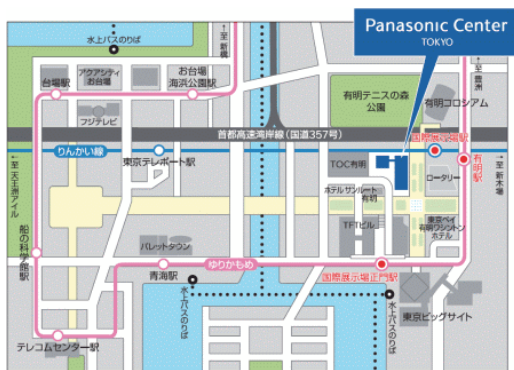 Panasonic Center
TOKYO
水上バスのりば
↑至 新橋
アクアシティ
お台場
お台場
海浜公園駅
台場駅
フジテレビ
有明テニスの森
公園
有明コロシアム
↑至 豊洲
首都高速湾岸線(国道357号)
国際展示場駅
りんかい線
東京テレポート駅
TOC有明
有明駅
←至 天王洲アイル
ホテルサンルート
有明
ロータリー
→至 新木場
TFTビル
東京ベイ
有明ワシントン
ホテル
船の科学館駅
パレットタウン
青海駅
ゆりかもめ
国際展示場正門駅
水上バスのりば
水上バスのりば
東京ビッグサイト
テレコムセンター駅